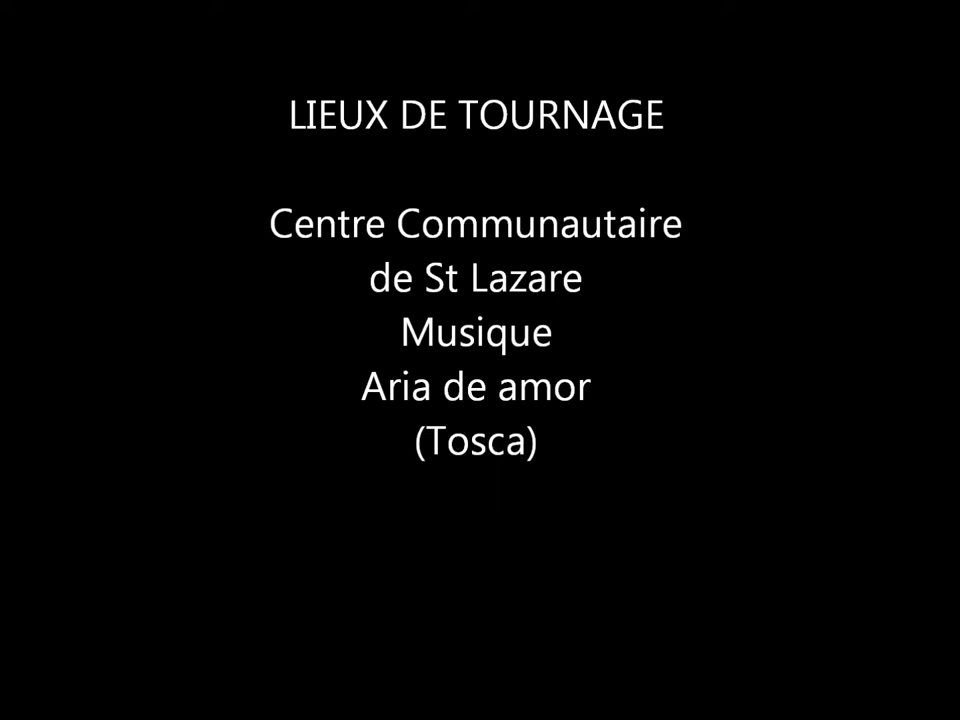 LIEUX DE TOURNAGE
Centre Communautaire
de St Lazare
Musique
Aria de amor
(Tosca)